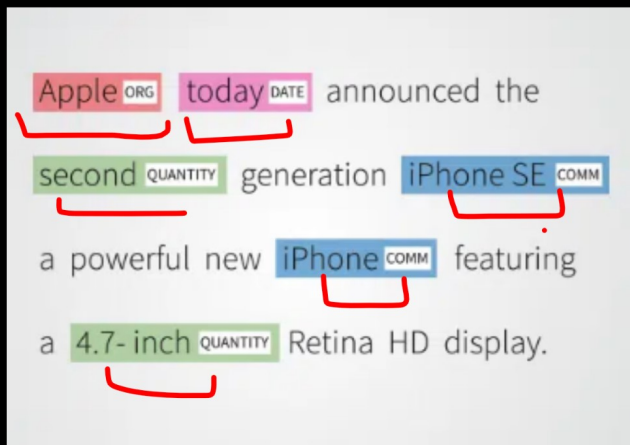 Apple ORG today DATE announced the
second QUANTITY generation iPhone SE COMM
a powerful new iPhone COMM featuring
a 4.7- inch QUANTITY Retina HD display.